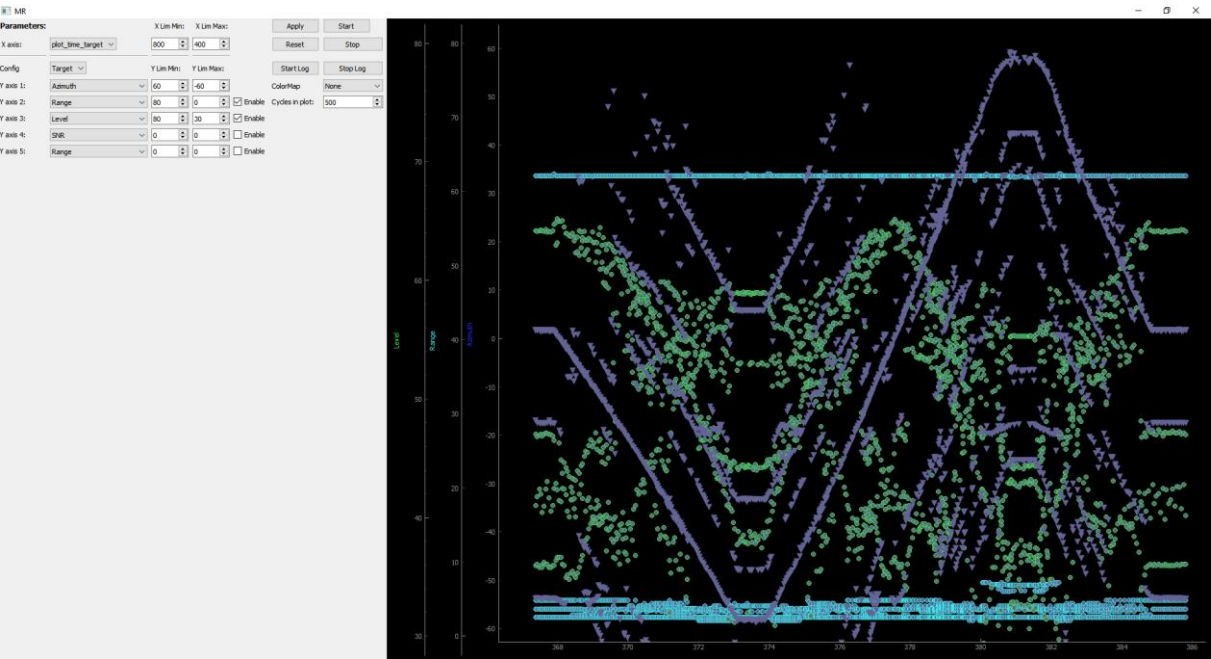 MR
Parameters:
X Lim Min: X Lim Max: Apply Start
X axis: plot_time_target 800 400 Reset Stop
Config Target Y Lim Min: Y Lim Max: Start Log Stop Log
Y axis 1: Azimuth 60 -60 ColorMap None
Y axis 2: Range 80 0 Enable Cycles in plot: 500
Y axis 3: Level 80 30 Enable
Y axis 4: SNR 0 0 Enable
Y axis 5: Range 0 0 Enable
Level
80
70
60
50
40
30
Range
80
70
60
50
40
30
20
10
0
Azimuth
60
50
40
30
20
10
0
-10
-20
-30
-40
-50
-60
368 370 372 374 376 378 380 382 384 386